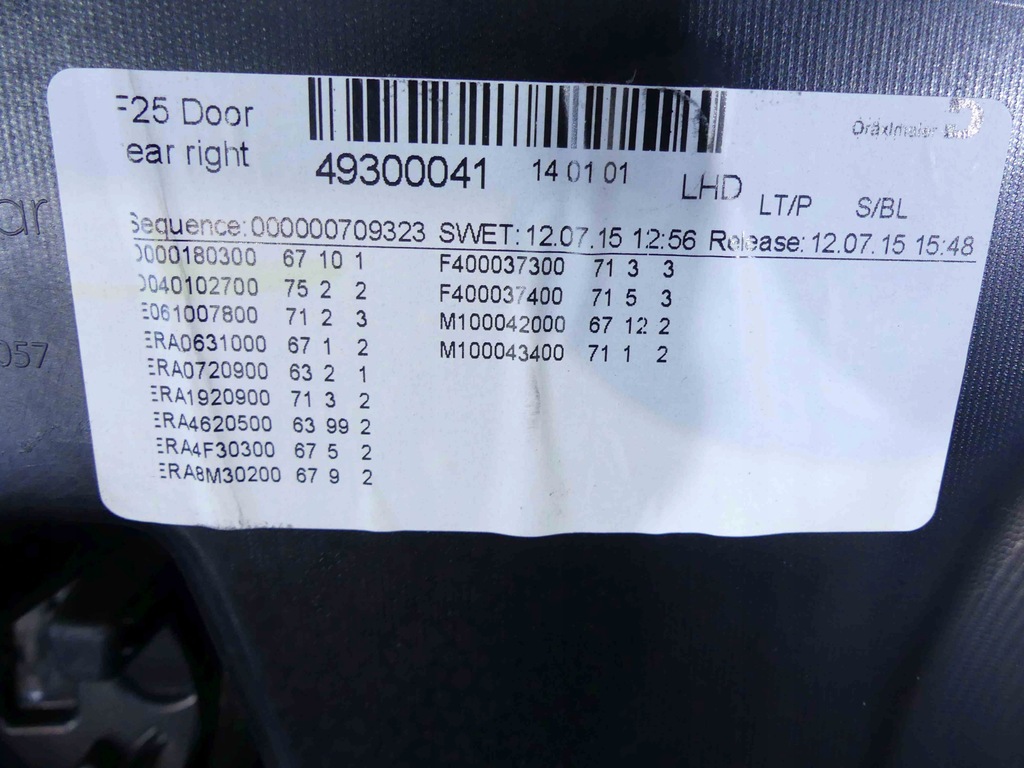 F25 Door
ear right
49300041 14 01 01
LHD LT/P S/BL
Sequence:000000709323 SWET:12.07.15 12:56 Release:12.07.15 15:48
0000180300 67 10 1
0040102700 75 2 2
E061007800 71 2 3
ERA0631000 67 1 2
ERA0720900 63 2 1
ERA1920900 71 3 2
ERA4620500 63 99 2
ERA4F30300 67 5 2
ERA8M30200 67 9 2
F400037300 71 3 3
F400037400 71 5 3
M100042000 67 12 2
M100043400 71 1 2
ar
057